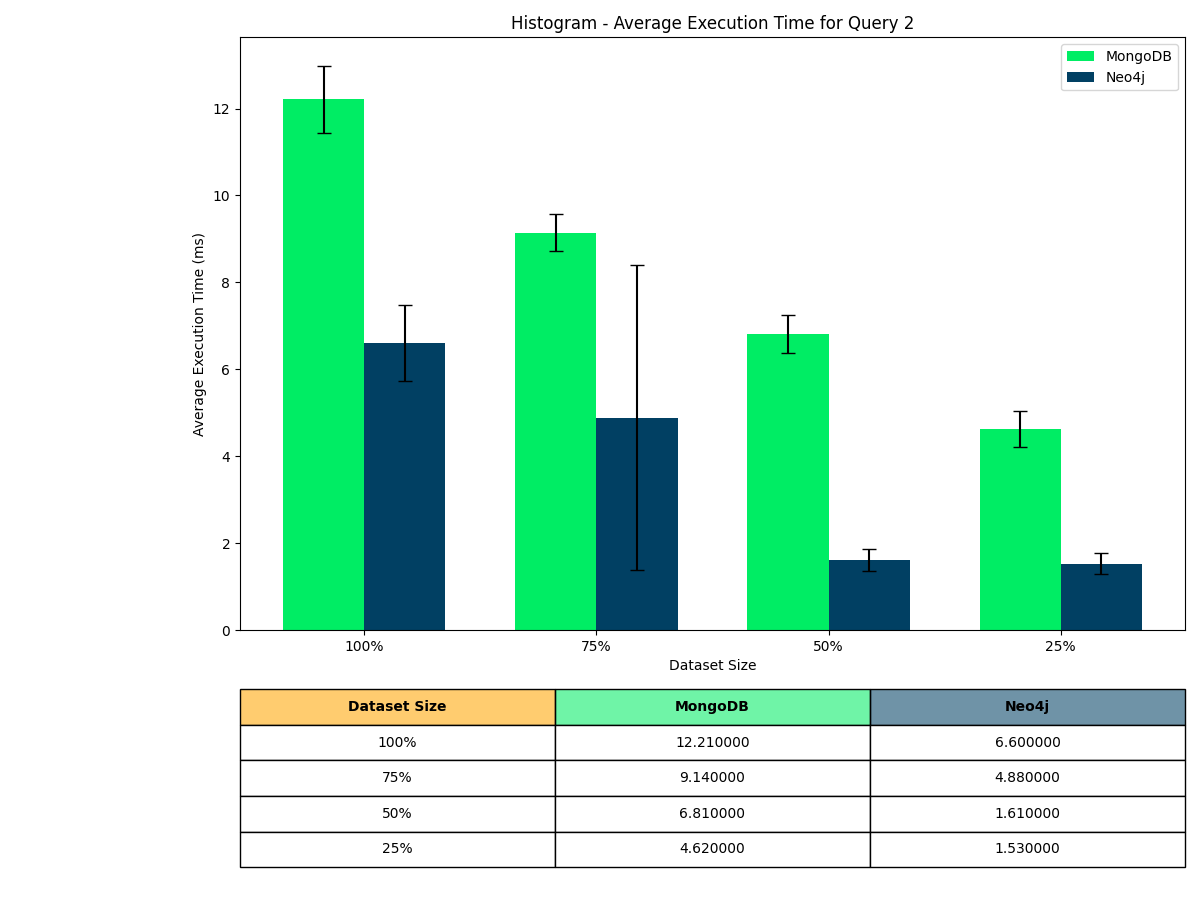 Histogram - Average Execution Time for Query 2
MongoDB
Neo4j
Average Execution Time (ms)
12
10
8
6
4
2
0
100% 75% 50% 25%
Dataset Size
Dataset Size MongoDB Neo4j
100% 12.210000 6.600000
75% 9.140000 4.880000
50% 6.810000 1.610000
25% 4.620000 1.530000